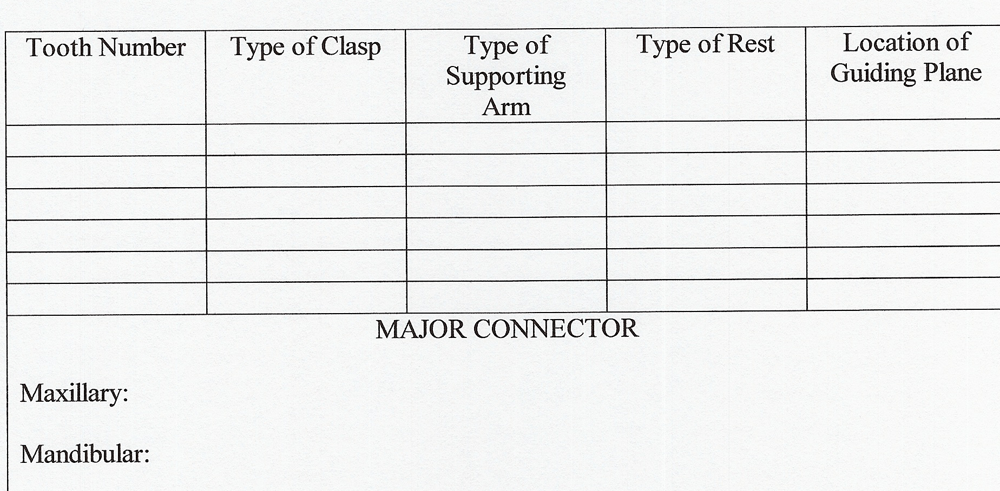 Tooth Number
Type of Clasp
Type of
Supporting
Arm
Type of Rest
Location of
Guiding Plane
MAJOR CONNECTOR
Maxillary:
Mandibular: